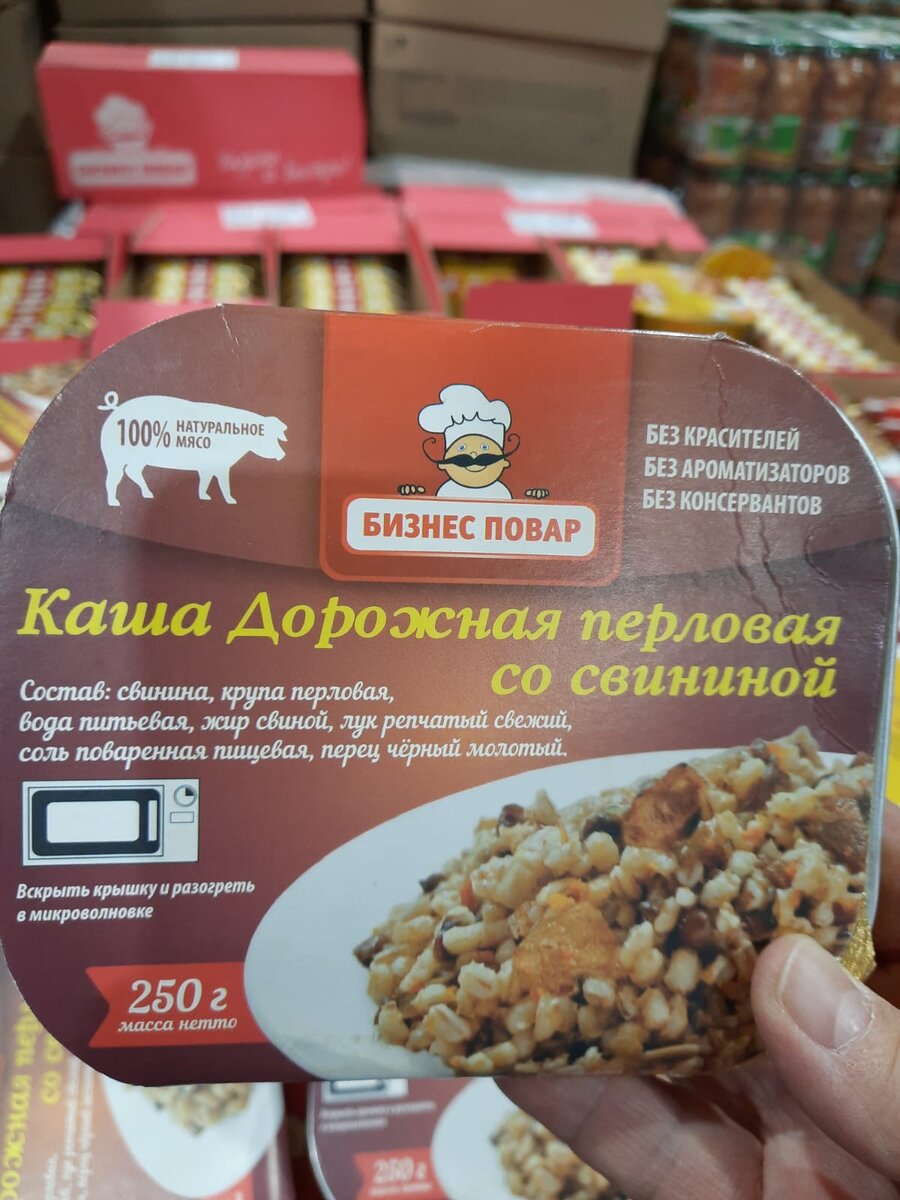 100% НАТУРАЛЬНОЕ
МЯСО
БЕЗ КРАСИТЕЛЕЙ
БЕЗ АРОМАТИЗАТОРОВ
БЕЗ КОНСЕРВАНТОВ
БИЗНЕС ПОВАР
Каша Дорожная перловая
со свининой
Состав: свинина, крупа перловая,
вода питьевая, жир свиной, лук репчатый свежий,
соль поваренная пищевая, перец чёрный молотый.
Вскрыть крышку и разогреть
в микроволновке
250 г
масса нетто
250 г